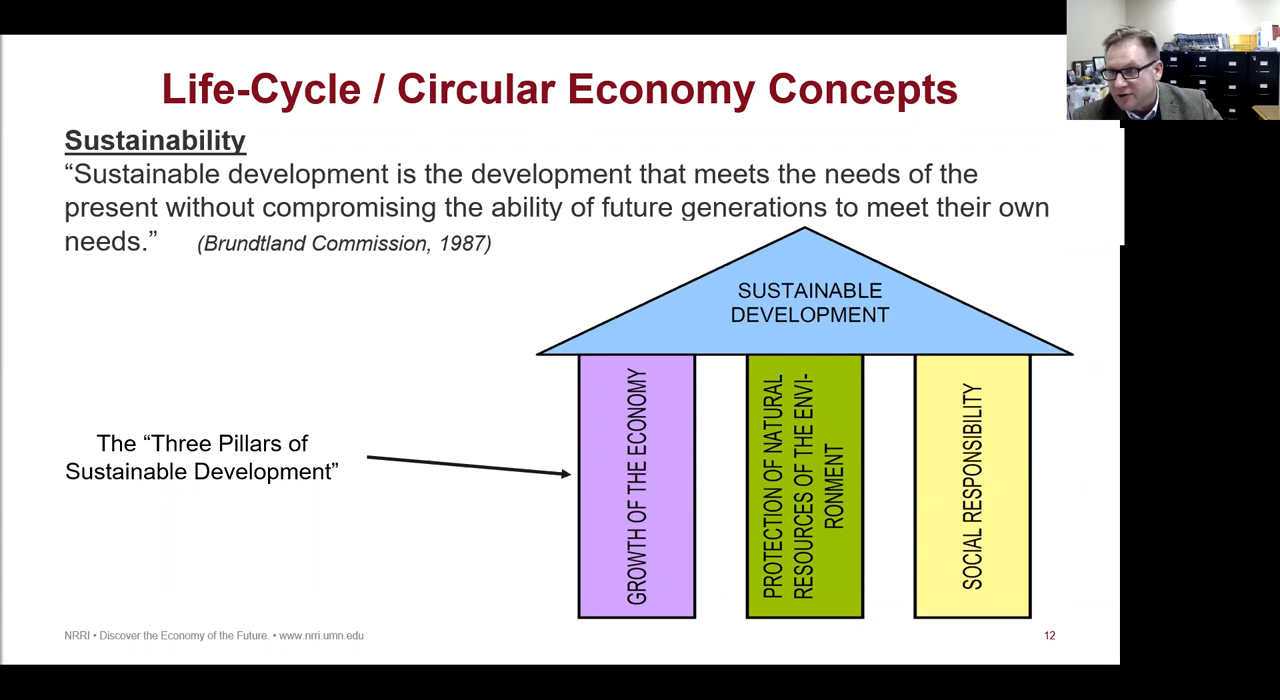 Life-Cycle / Circular Economy Concepts
Sustainability
“Sustainable development is the development that meets the needs of the
present without compromising the ability of future generations to meet their own
needs.” (Brundtland Commission, 1987)
SUSTAINABLE
DEVELOPMENT
The “Three Pillars of
Sustainable Development”
GROWTH OF THE ECONOMY
PROTECTION OF NATURAL
RESOURCES OF THE ENVI-
RONMENT
SOCIAL RESPONSIBILITY
NRRI • Discover the Economy of the Future. • www.nrri.umn.edu
12